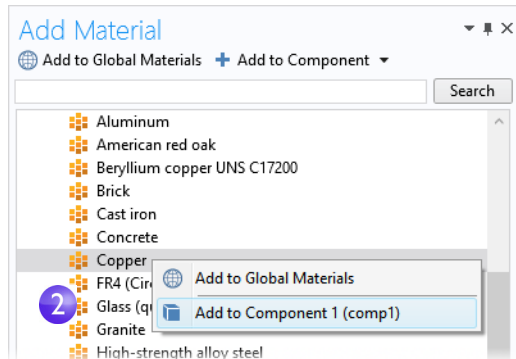 Add Material
Add to Global Materials Add to Component
Search
Aluminum
American red oak
Beryllium copper UNS C17200
Brick
Cast iron
Concrete
Copper
Add to Global Materials
FR4 (Cir
2 Glass (q
Add to Component 1 (comp1)
Granite
High-strength alloy steel